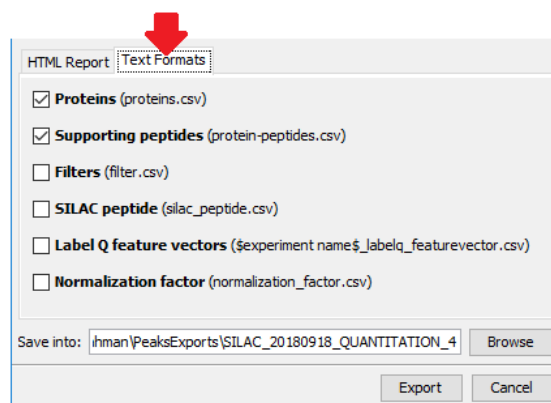 HTML Report Text Formats
Proteins (proteins.csv)
Supporting peptides (protein-peptides.csv)
Filters (filter.csv)
SILAC peptide (silac_peptide.csv)
Label Q feature vectors ($experiment name$_labelq_featurevector.csv)
Normalization factor (normalization_factor.csv)
Save into: hman\PeaksExports\SILAC_20180918_QUANTITATION_4 Browse
Export Cancel